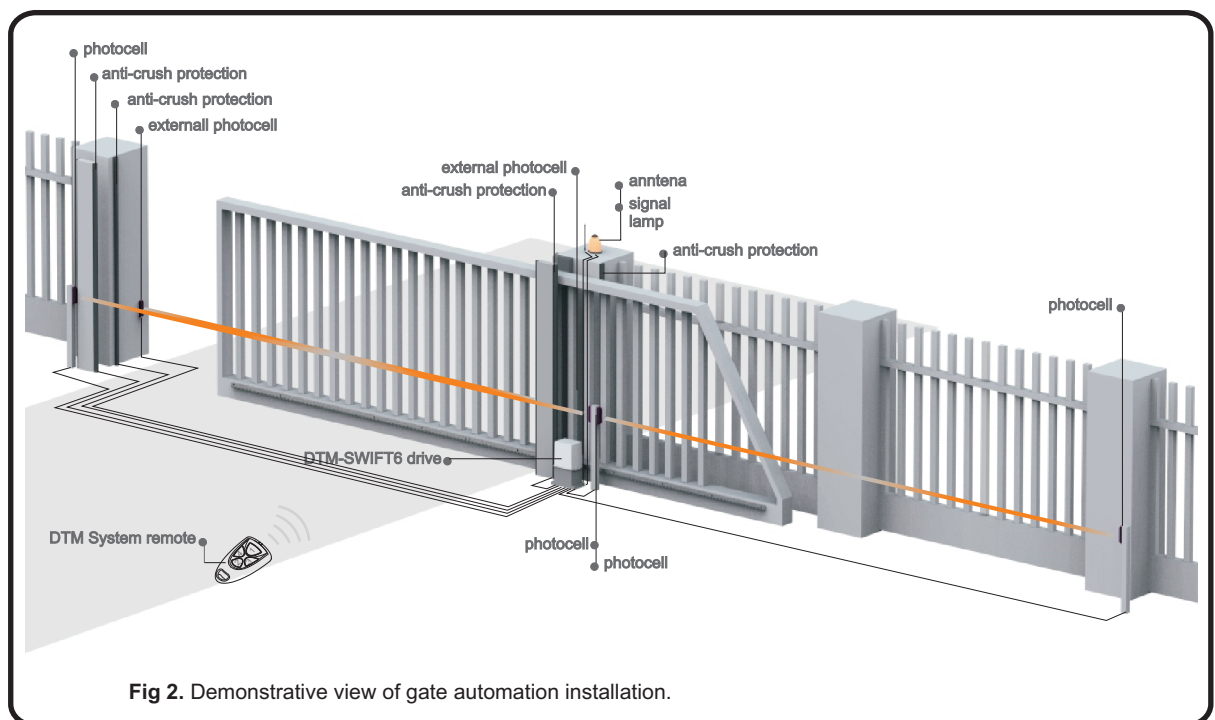 photocell
anti-crush protection
anti-crush protection
externall photocell
external photocell
anti-crush protection
anntena
signal
lamp
anti-crush protection
photocell
DTM-SWIFT6 drive
DTM System remote
photocell
photocell
Fig 2. Demonstrative view of gate automation installation.